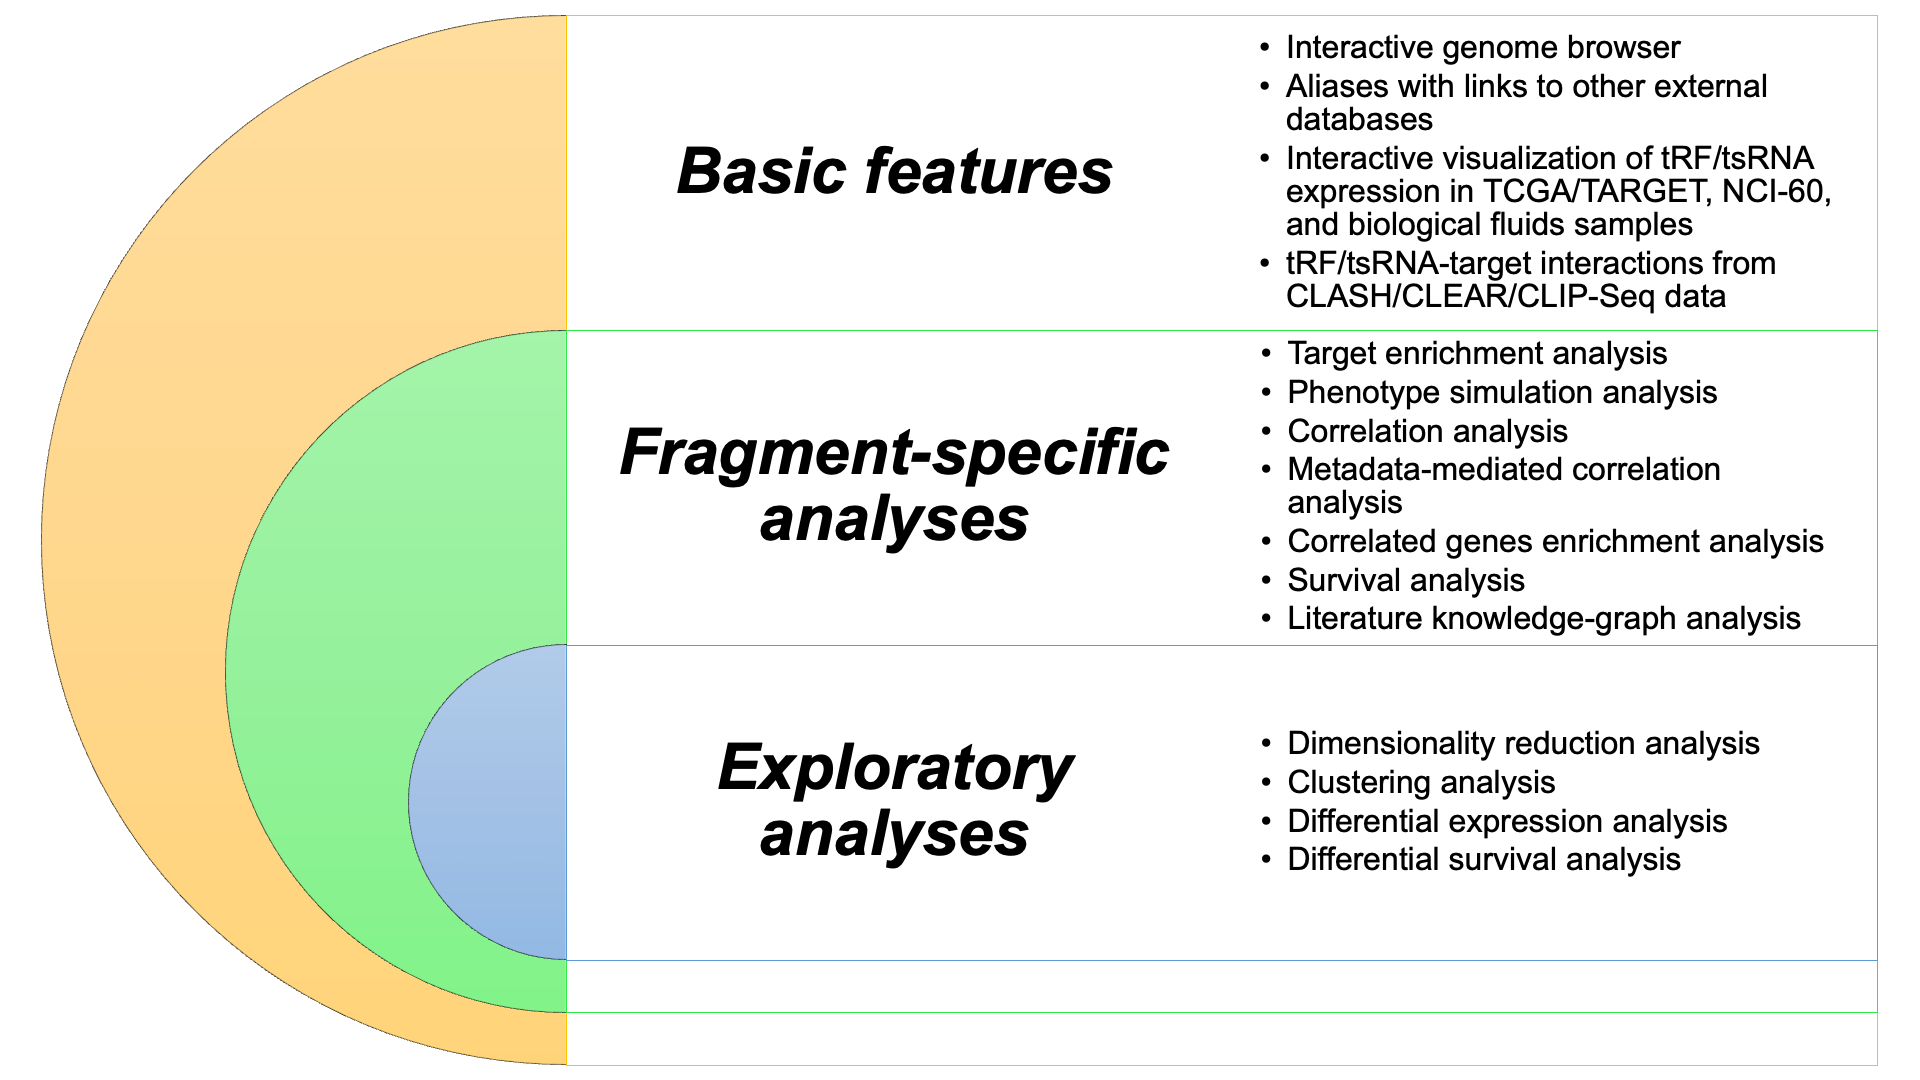 Basic features
• Interactive genome browser
• Aliases with links to other external
databases
• Interactive visualization of tRF/tsRNA
expression in TCGA/TARGET, NCI-60,
and biological fluids samples
• tRF/tsRNA-target interactions from
CLASH/CLEAR/CLIP-Seq data
Fragment-specific
analyses
• Target enrichment analysis
• Phenotype simulation analysis
• Correlation analysis
• Metadata-mediated correlation
analysis
• Correlated genes enrichment analysis
• Survival analysis
• Literature knowledge-graph analysis
Exploratory
analyses
• Dimensionality reduction analysis
• Clustering analysis
• Differential expression analysis
• Differential survival analysis